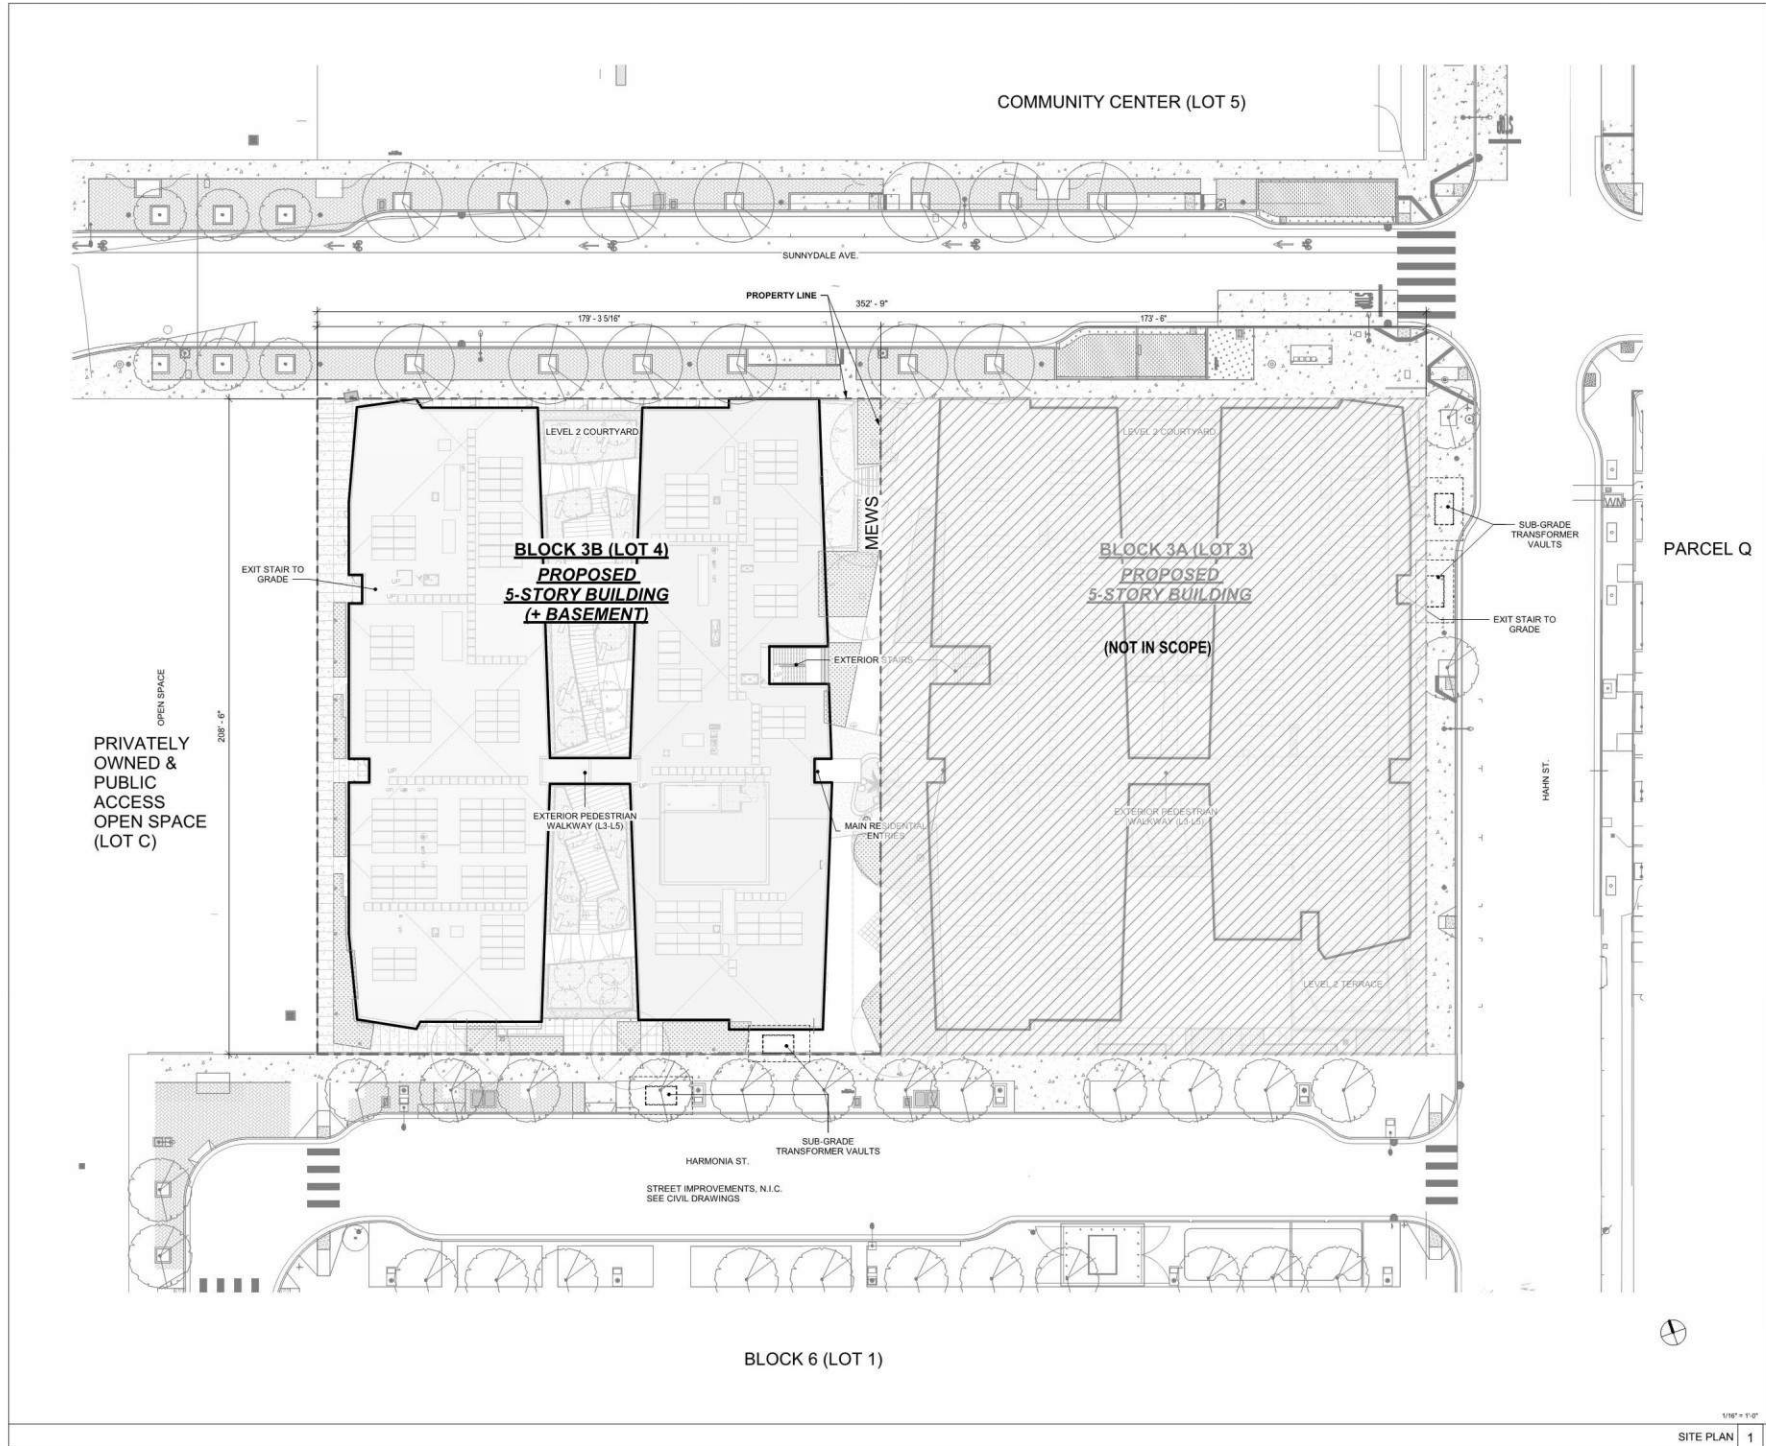 COMMUNITY CENTER (LOT 5)
SUNNYDALE AVE.
PROPERTY LINE
352' - 9"
179' - 3 5/16"
173' - 6"
LEVEL 2 COURTYARD
LEVEL 2 COURTYARD
MEWS
BLOCK 3B (LOT 4)
PROPOSED
5-STORY BUILDING
(+ BASEMENT)
BLOCK 3A (LOT 3)
PROPOSED
5-STORY BUILDING
(NOT IN SCOPE)
SUB-GRADE
TRANSFORMER
VAULTS
WM
PARCEL Q
EXIT STAIR TO
GRADE
EXIT STAIR TO
GRADE
EXTERIOR STAIRS
OPEN SPACE
208' - 6"
PRIVATELY
OWNED &
PUBLIC
ACCESS
OPEN SPACE
(LOT C)
HAHN ST.
EXTERIOR PEDESTRIAN
WALKWAY (L3-L5)
MAIN RESIDENTIAL
ENTRIES
EXTERIOR PEDESTRIAN
WALKWAY (L3-L5)
LEVEL 2 TERRACE
SUB-GRADE
TRANSFORMER VAULTS
HARMONIA ST.
STREET IMPROVEMENTS, N.I.C.
SEE CIVIL DRAWINGS
BLOCK 6 (LOT 1)
1/16" = 1'-0"
SITE PLAN 1